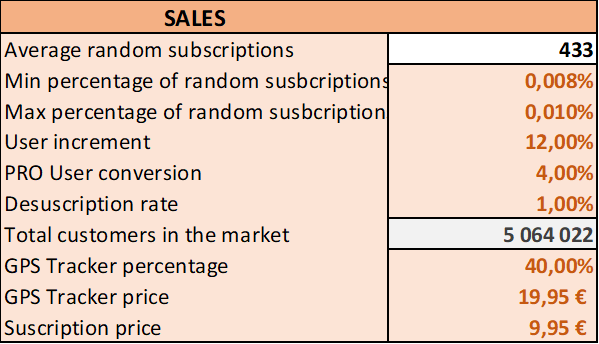 SALES
Average random subscriptions 433
Min percentage of random susbcriptions 0,008%
Max percentage of random susbcription 0,010%
User increment 12,00%
PRO User conversion 4,00%
Desuscription rate 1,00%
Total customers in the market 5 064 022
GPS Tracker percentage 40,00%
GPS Tracker price 19,95 €
Suscription price 9,95 €